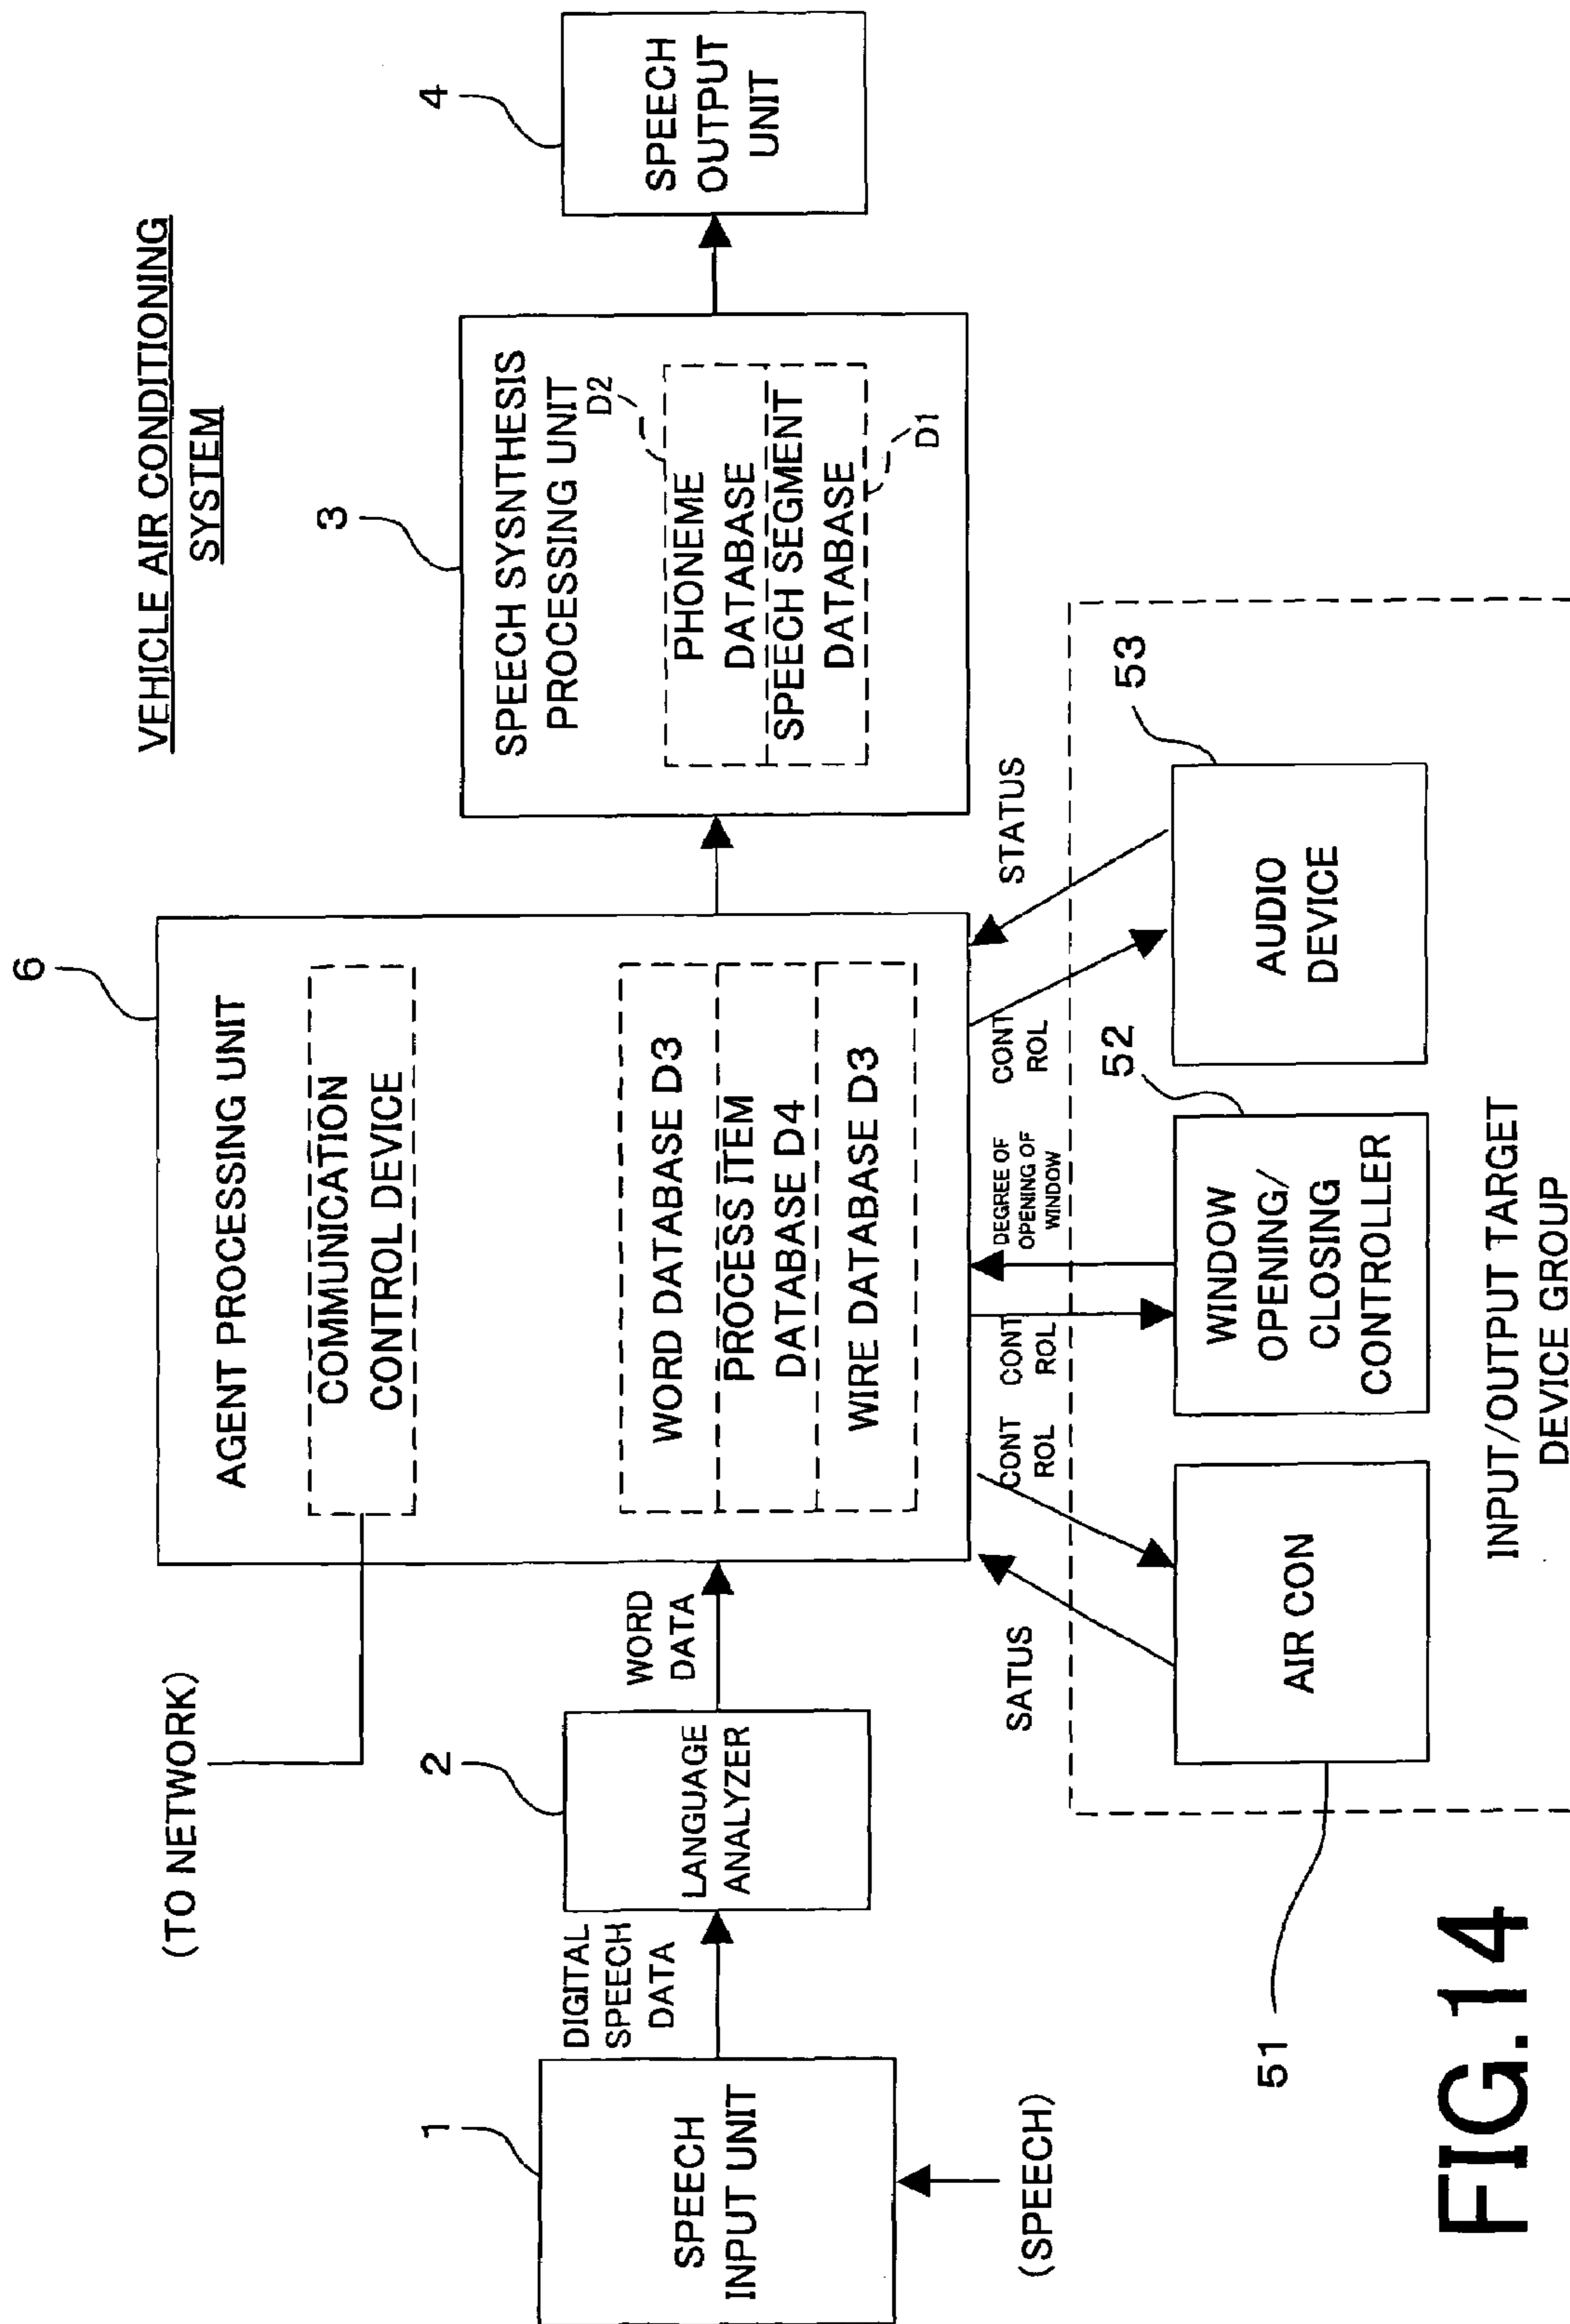 VEHICLE AIR CONDITIONING
SYSTEM
(TO NETWORK)
6
AGENT PROCESSING UNIT
COMMUNICATION
CONTROL DEVICE
WORD DATABASE D3
PROCESS ITEM
DATABASE D4
WIRE DATABASE D3
1
SPEECH
INPUT UNIT
(SPEECH)
DIGITAL
SPEECH
DATA
2
LANGUAGE
ANALYZER
WORD
DATA
3
SPEECH SYSNTHESIS
PROCESSING UNIT
D2
PHONEME
DATABASE
SPEECH SEGMENT
DATABASE
D1
4
SPEECH
OUTPUT
UNIT
SATUS
CONT
ROL
CONT
ROL
DEGREE OF
OPENING OF
WINDOW
CONT
ROL
STATUS
51
AIR CON
52
WINDOW
OPENING/
CLOSING
CONTROLLER
53
AUDIO
DEVICE
INPUT/OUTPUT TARGET
DEVICE GROUP
FIG.14